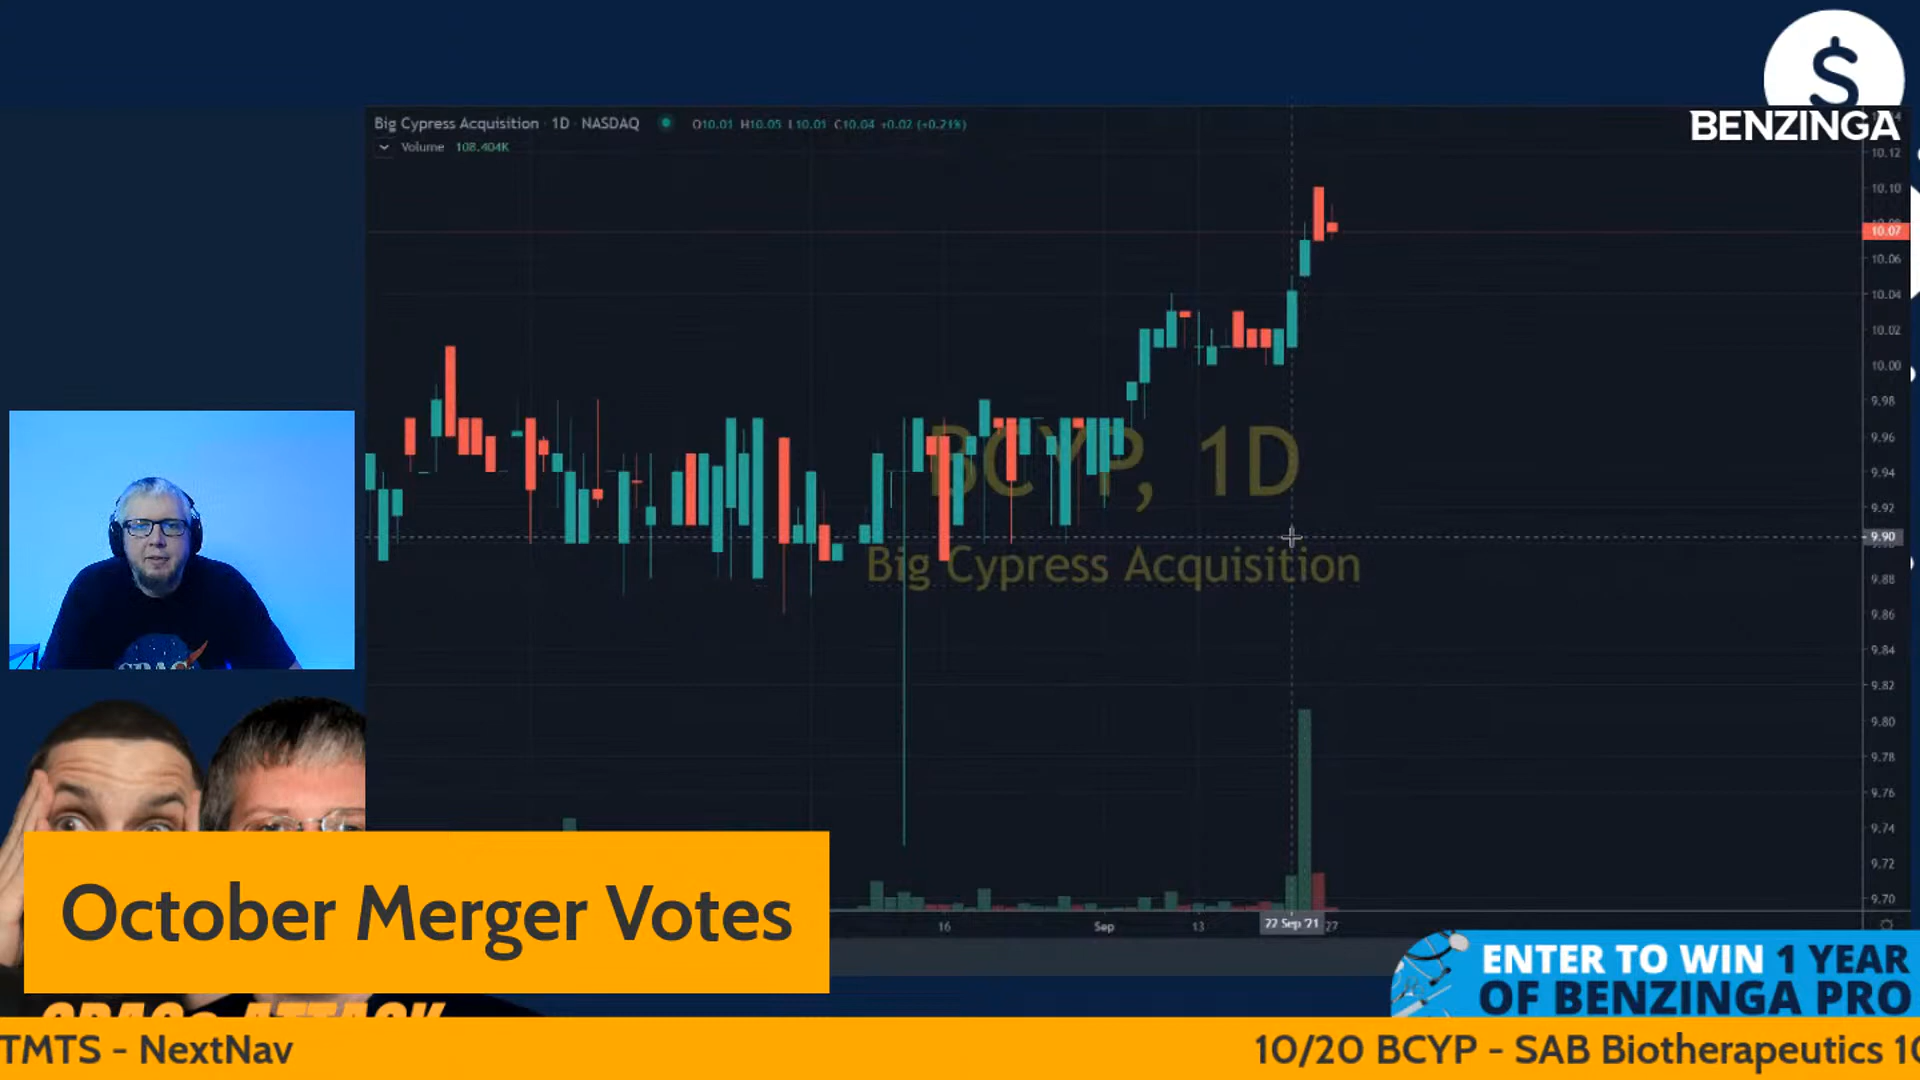 $
BENZINGA
Big Cypress Acquisition · 1D · NASDAQ O10.01 H10.05 L10.01 C10.04 +0.02 (+0.21%)
Volume 108.404K
10.12
10.10
10.07
10.06
10.04
10.02
10.00
9.98
9.96
9.94
9.92
9.90
9.88
9.86
9.84
9.82
9.80
9.78
9.76
9.74
9.72
9.70
BCYP, 1D
Big Cypress Acquisition
16 Sep 13 22 Sep '21 27
October Merger Votes
ENTER TO WIN 1 YEAR
OF BENZINGA PRO
TMTS - NextNav 10/20 BCYP - SAB Biotherapeutics